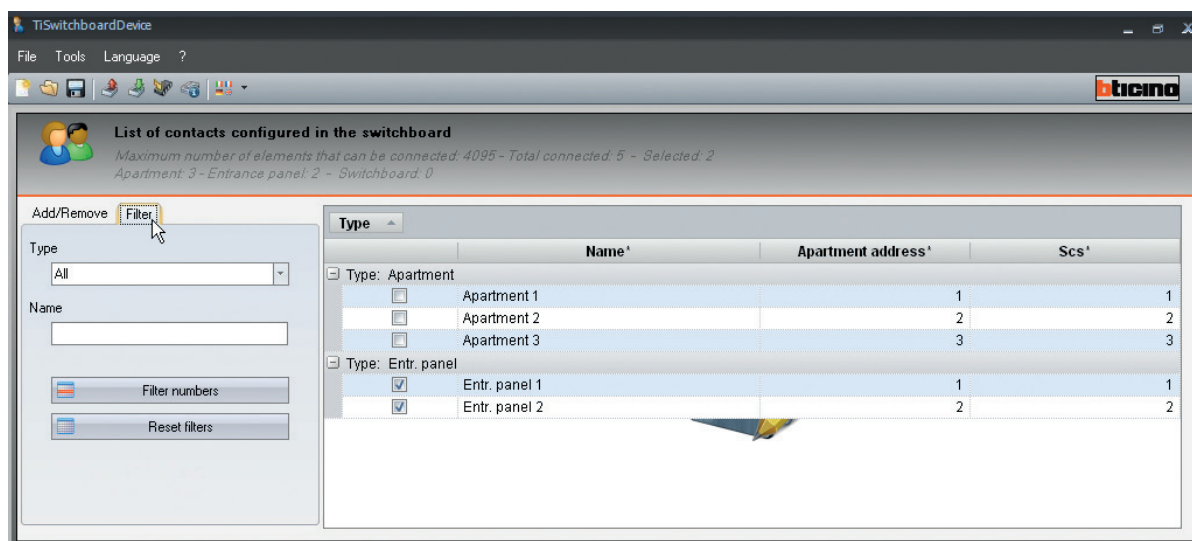 TiSwitchboardDevice
File Tools Language ?
bticino
List of contacts configured in the switchboard
Maximum number of elements that can be connected: 4095 - Total connected: 5 - Selected: 2
Apartment: 3 - Entrance panel: 2 - Switchboard: 0
Add/Remove Filter
Type
All
Name
Filter numbers
Reset filters
Type
Name* Apartment address* Scs*
Type: Apartment
Apartment 1 1 1
Apartment 2 2 2
Apartment 3 3 3
Type: Entr. panel
Entr. panel 1 1 1
Entr. panel 2 2 2